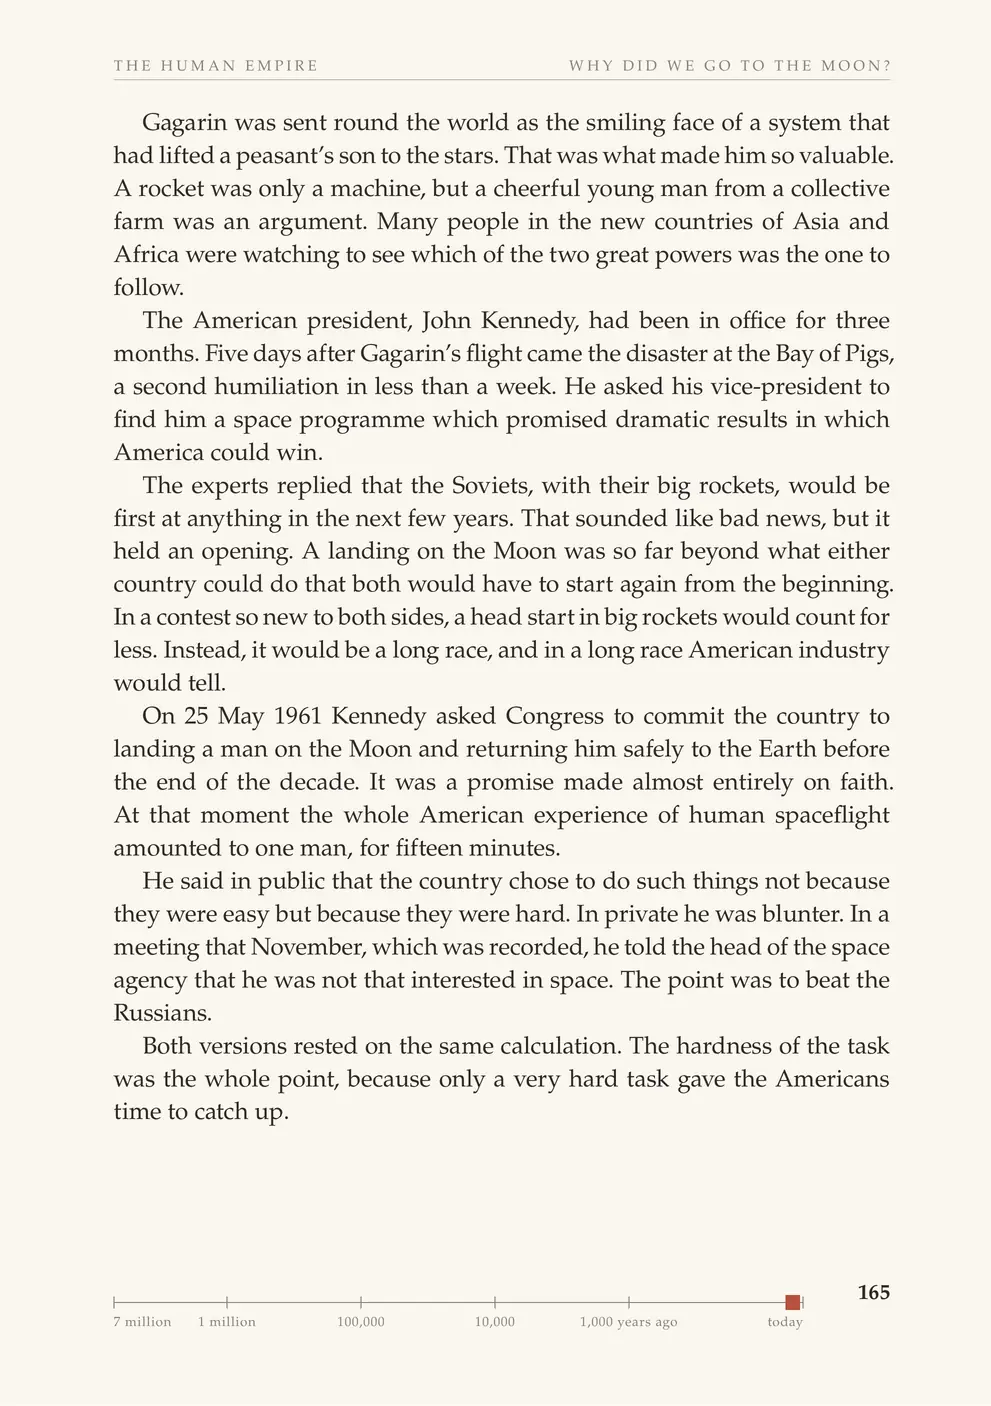 THE HUMAN EMPIRE
WHY DID WE GO TO THE MOON?
Gagarin was sent round the world as the smiling face of a system that
had lifted a peasant’s son to the stars. That was what made him so valuable.
A rocket was only a machine, but a cheerful young man from a collective
farm was an argument. Many people in the new countries of Asia and
Africa were watching to see which of the two great powers was the one to
follow.
The American president, John Kennedy, had been in office for three
months. Five days after Gagarin’s flight came the disaster at the Bay of Pigs,
a second humiliation in less than a week. He asked his vice-president to
find him a space programme which promised dramatic results in which
America could win.
The experts replied that the Soviets, with their big rockets, would be
first at anything in the next few years. That sounded like bad news, but it
held an opening. A landing on the Moon was so far beyond what either
country could do that both would have to start again from the beginning.
In a contest so new to both sides, a head start in big rockets would count for
less. Instead, it would be a long race, and in a long race American industry
would tell.
On 25 May 1961 Kennedy asked Congress to commit the country to
landing a man on the Moon and returning him safely to the Earth before
the end of the decade. It was a promise made almost entirely on faith.
At that moment the whole American experience of human spaceflight
amounted to one man, for fifteen minutes.
He said in public that the country chose to do such things not because
they were easy but because they were hard. In private he was blunter. In a
meeting that November, which was recorded, he told the head of the space
agency that he was not that interested in space. The point was to beat the
Russians.
Both versions rested on the same calculation. The hardness of the task
was the whole point, because only a very hard task gave the Americans
time to catch up.
165
7 million 1 million 100,000 10,000 1,000 years ago today